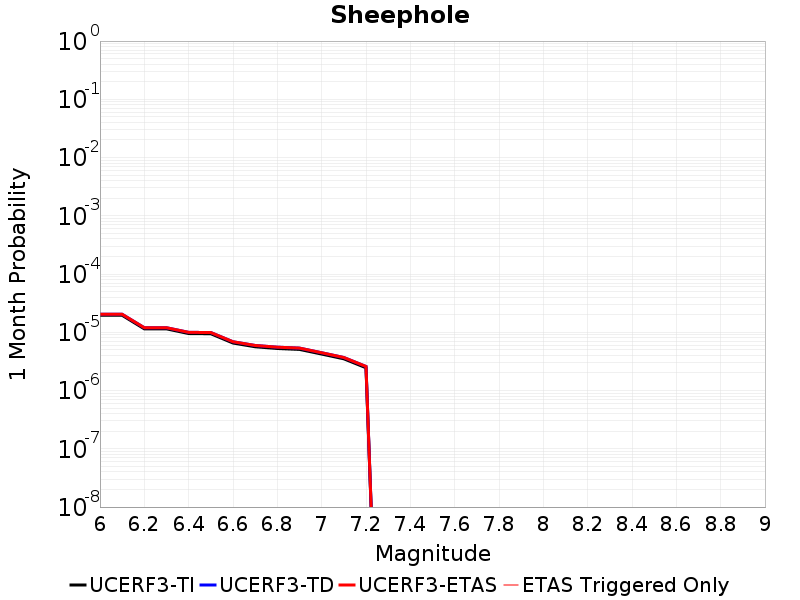 Sheephole
1 Month Probability
10^0
10^-1
10^-2
10^-3
10^-4
10^-5
10^-6
10^-7
10^-8
6 6.2 6.4 6.6 6.8 7 7.2 7.4 7.6 7.8 8 8.2 8.4 8.6 8.8 9
Magnitude
UCERF3-TI UCERF3-TD UCERF3-ETAS ETAS Triggered Only